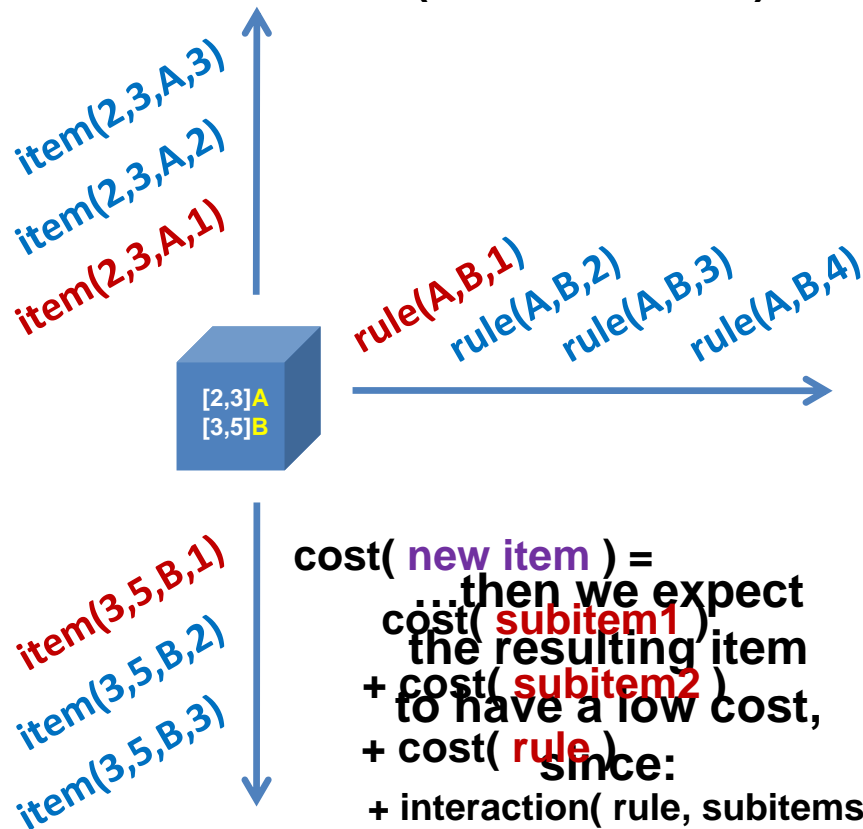 item(2,3,A,3)
item(2,3,A,2)
item(2,3,A,1)
rule(A,B,1)
rule(A,B,2)
rule(A,B,3)
rule(A,B,4)
[2,3]A
[3,5]B
item(3,5,B,1)
item(3,5,B,2)
item(3,5,B,3)
cost( new item ) =
cost( subitem1 )
+ cost( subitem2 )
+ cost( rule )
+ interaction( rule, subitems
…then we expect
the resulting item
to have a low cost,
since: